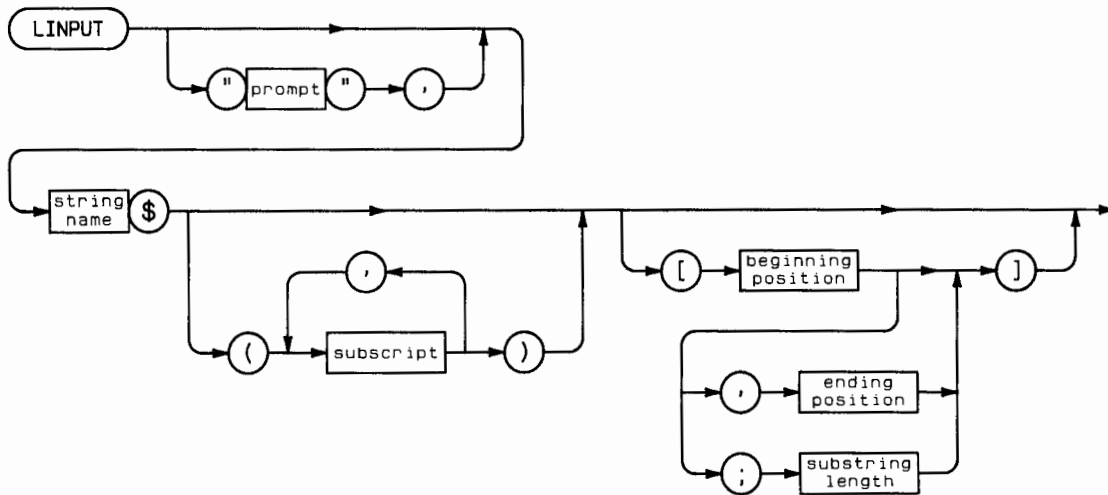 LINPUT
" prompt " ,
string
name $
,
( subscript )
[ beginning
position ]
, ending
position
; substring
length